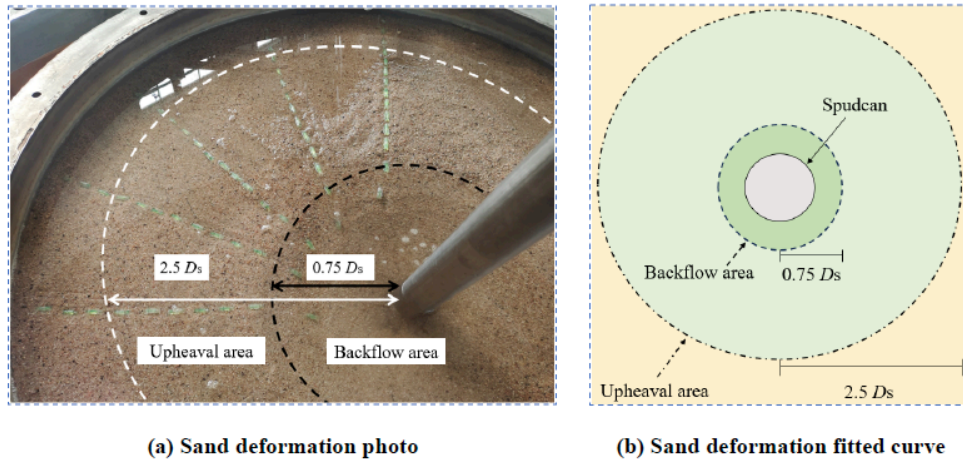 2.5 Ds
0.75 Ds
Upheaval area
Backflow area
(a) Sand deformation photo
Spudcan
Backflow area
0.75 Ds
Upheaval area
2.5 Ds
(b) Sand deformation fitted curve